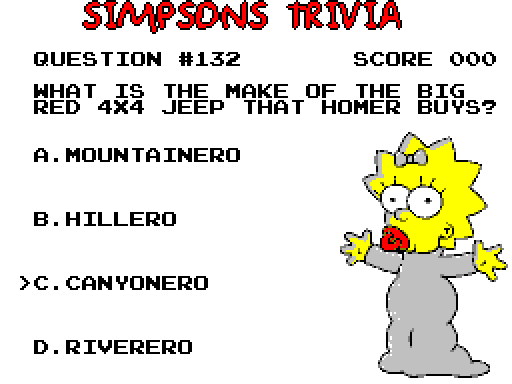 SIMPSONS TRIVIA
QUESTION #132 SCORE 000
WHAT IS THE MAKE OF THE BIG
RED 4X4 JEEP THAT HOMER BUYS?
A.MOUNTAINERO
B.HILLERO
>C.CANYONERO
D.RIVERERO